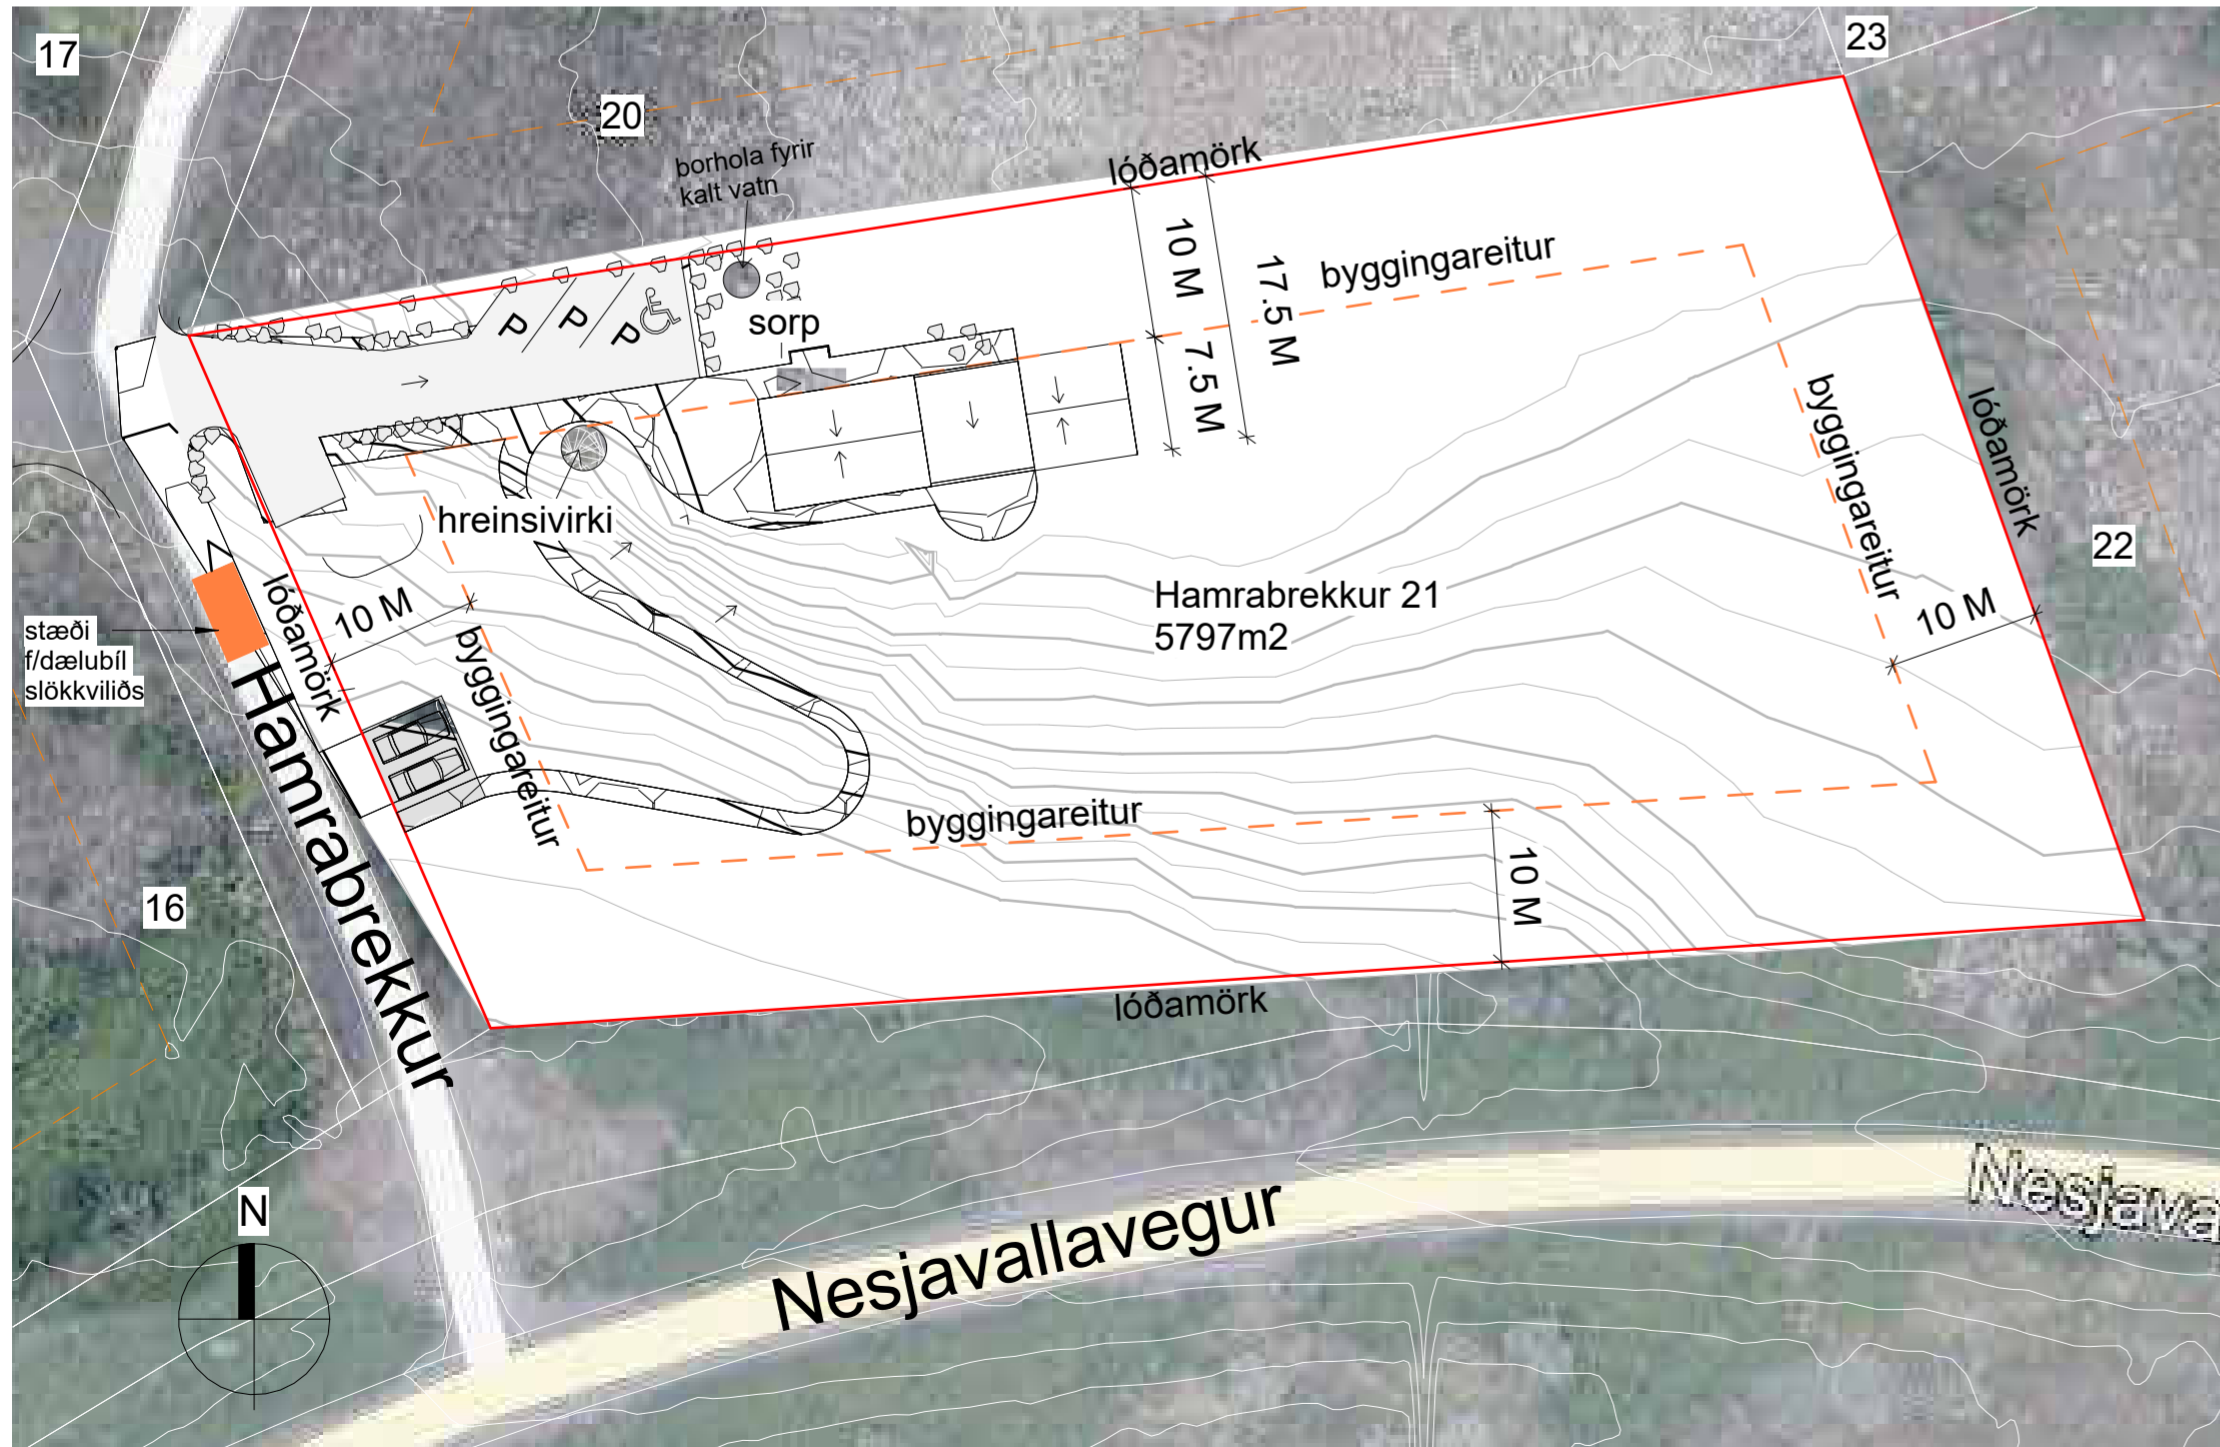 17
23
20
borhola fyrir
kalt vatn
lóðamörk
10 M
17.5 M
byggingareitur
P
P
P
sorp
7.5 M
byggingareitur
lóðamörk
hreinsivirki
22
Hamrabrekkur 21
5797m2
10 M
10 M
lóðamörk
stæði
f/dælubíl
slökkviliðs
byggingareitur
Hamrabrekkur
byggingareitur
10 M
16
lóðamörk
Nesjava
N
Nesjavallavegur